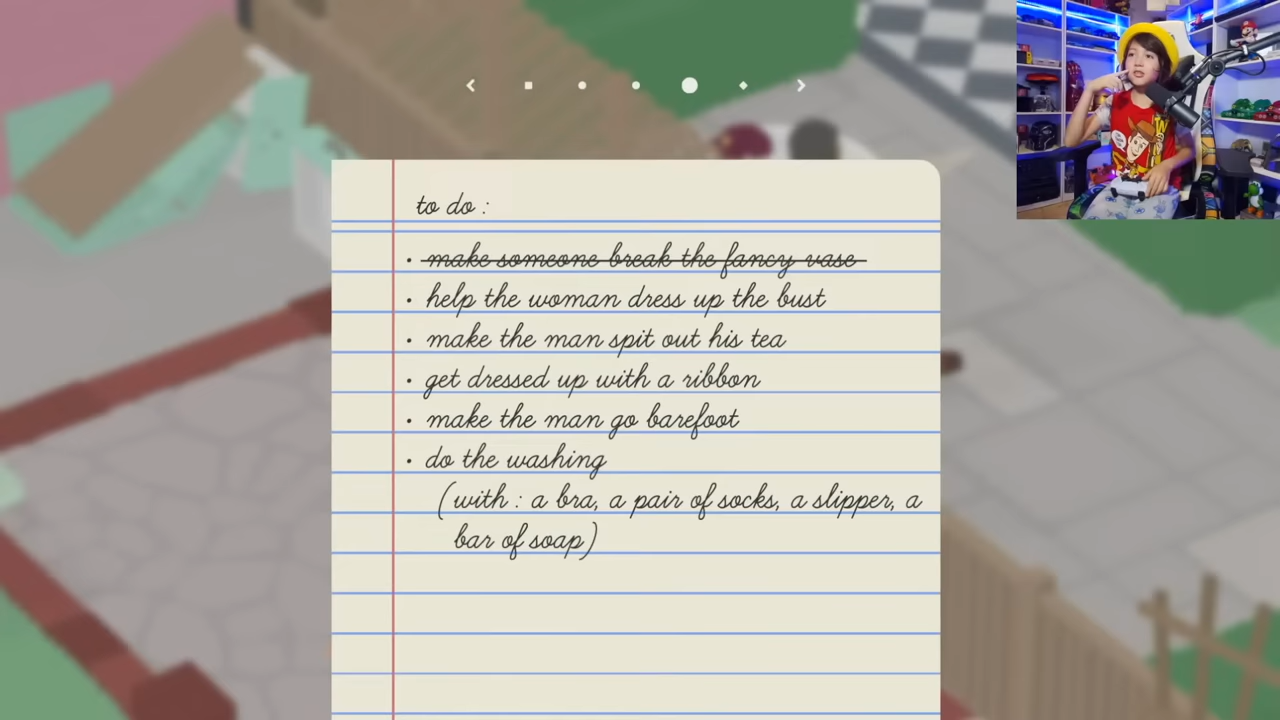 to do :
• make someone break the fancy vase
• help the woman dress up the bust
• make the man spit out his tea
• get dressed up with a ribbon
• make the man go barefoot
• do the washing
(with : a bra, a pair of socks, a slipper, a
bar of soap)